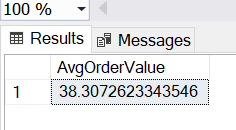 100 %
Results Messages
AvgOrderValue
1 38.3072623343546